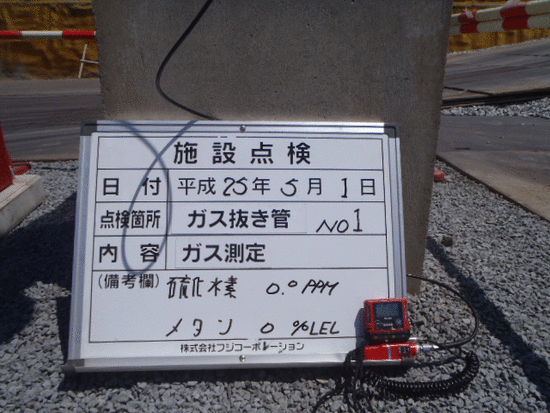 施設点検
日付 平成25年5月1日
点検箇所 ガス抜き管 NO1
内容 ガス測定
(備考欄) 硫化水素 0.0PPM
メタン 0 %LEL
株式会社フジコーポレーション